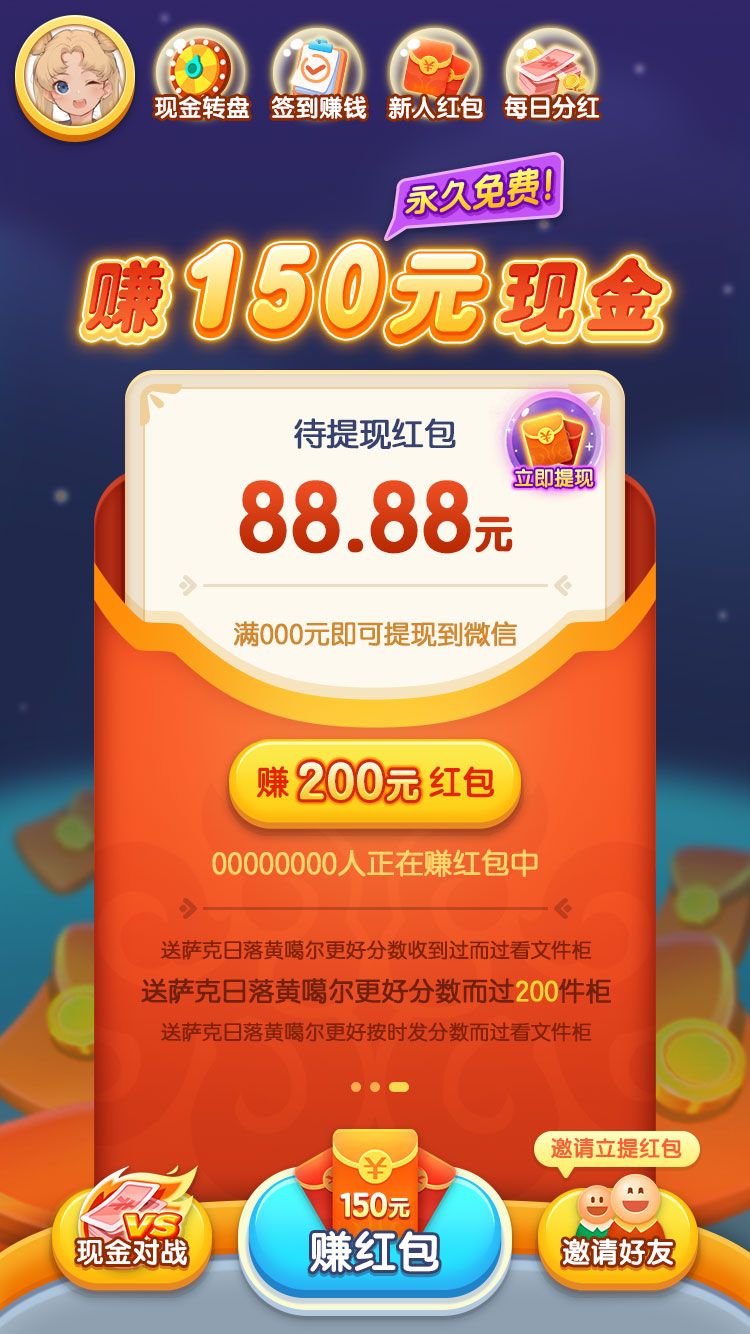 现金转盘 签到赚钱 新人红包 每日分红
永久免费!
赚150元现金
待提现红包
立即提现
88.88元
满000元即可提现到微信
赚200元红包
00000000人正在赚红包中
送萨克日落黄噶尔更好分数收到过而过看文件柜
送萨克日落黄噶尔更好分数而过200件柜
送萨克日落黄噶尔更好按时发分数而过看文件柜
邀请立提红包
VS
150元
现金对战 赚红包 邀请好友